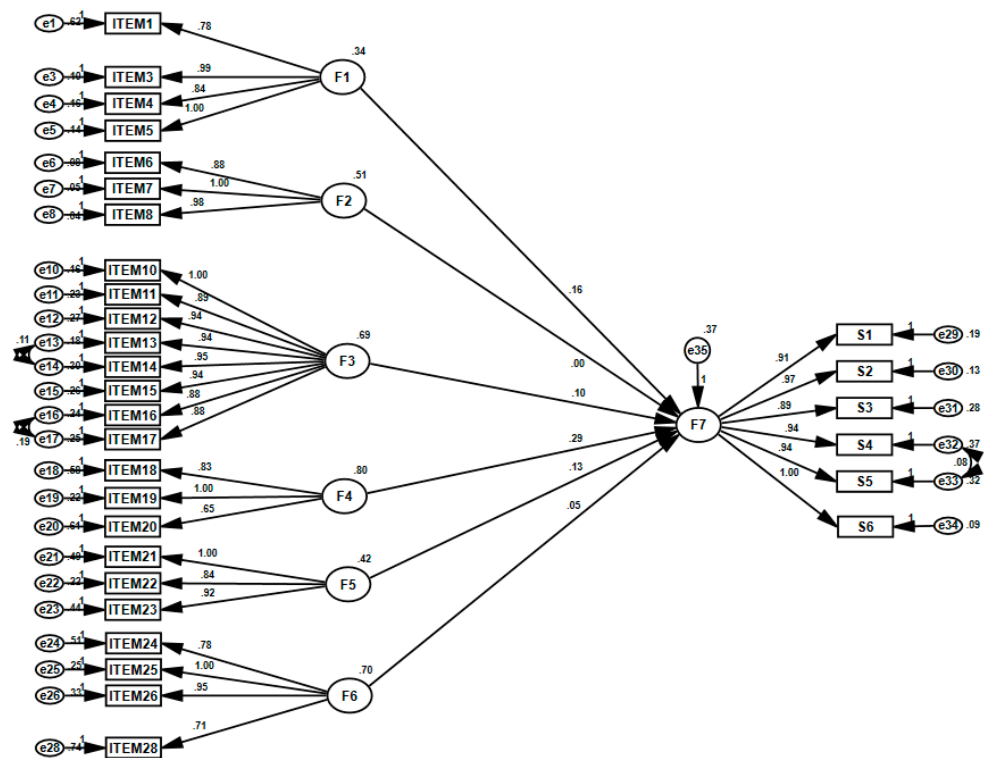 e1 .62 1 ITEM1 .78
.34
F1
e3 .10 1 ITEM3 .99
e4 .16 1 ITEM4 .84
e5 .14 1 ITEM5 1.00
e6 .08 1 ITEM6 .88
.51
F2
e7 .05 1 ITEM7 1.00
e8 .04 1 ITEM8 .98
e10 .16 1 ITEM10 1.00
e11 .23 1 ITEM11 .89
e12 .27 1 ITEM12 .94
.11
e13 .18 1 ITEM13 .94
.69
F3
e14 1 ITEM14 .95
e15 .26 1 ITEM15 .94
e16 .24 1 ITEM16 .88
.19
e17 .25 1 ITEM17 .88
e18 1 ITEM18 .83
.80
F4
e19 .22 1 ITEM19 1.00
e20 .61 1 ITEM20 .65
e21 1 ITEM21 1.00
.42
F5
e22 1 ITEM22 .84
e23 .44 1 ITEM23 .92
e24 .51 1 ITEM24 .78
.70
F6
e25 .25 1 ITEM25 1.00
e26 .33 1 ITEM26 .95
e28 .74 1 ITEM28 .71
.16
.00
.10
.29
.13
.05
.37
e35
1
F7
.91 S1 1 e29 .19
.97 S2 1 e30 .13
.89 S3 1 e31 .28
.94 S4 1 e32 .37
.08
.94 S5 1 e33 .32
1.00 S6 1 e34 .09